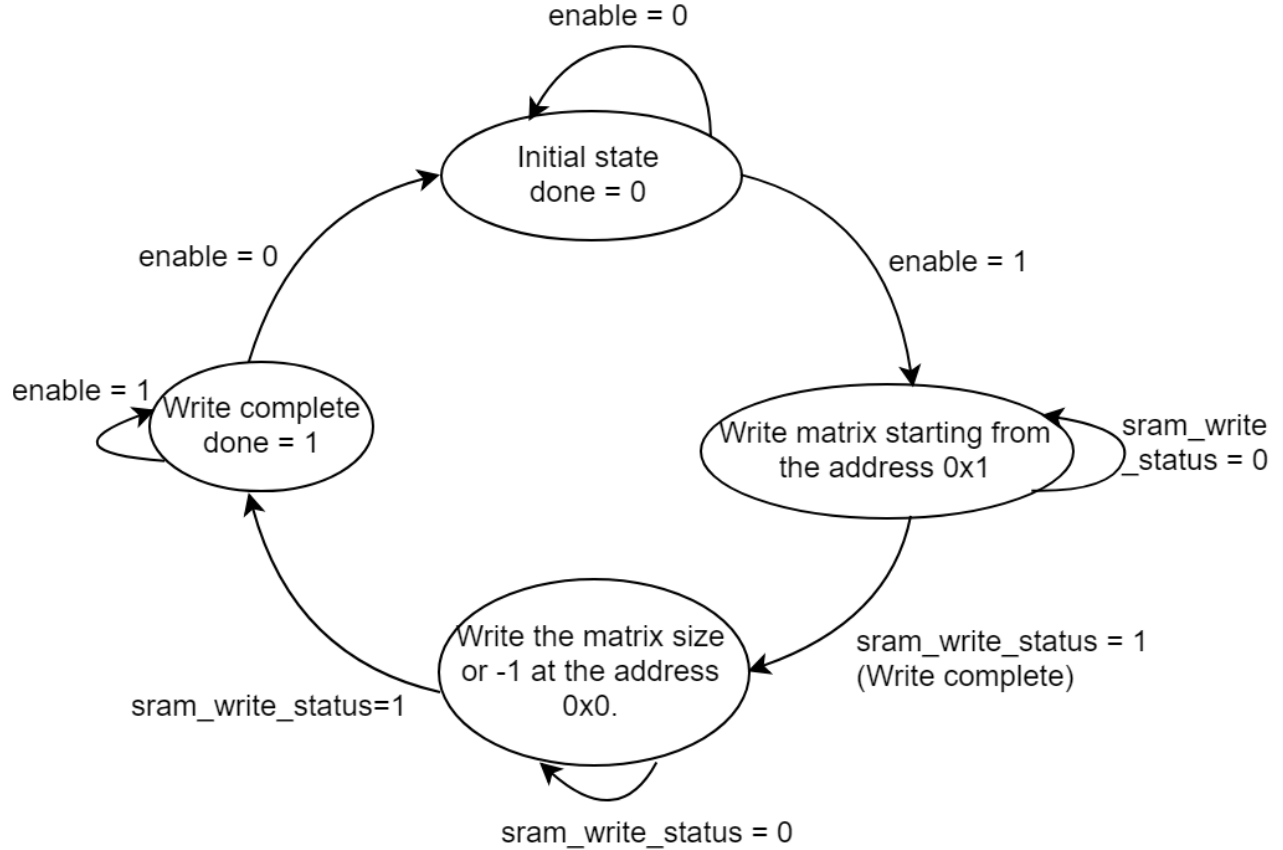 enable = 0
Initial state
done = 0
enable = 0
enable = 1
enable = 1
Write complete
done = 1
Write matrix starting from
the address 0x1
sram_write
_status = 0
Write the matrix size
or -1 at the address
0x0.
sram_write_status = 1
(Write complete)
sram_write_status=1
sram_write_status = 0